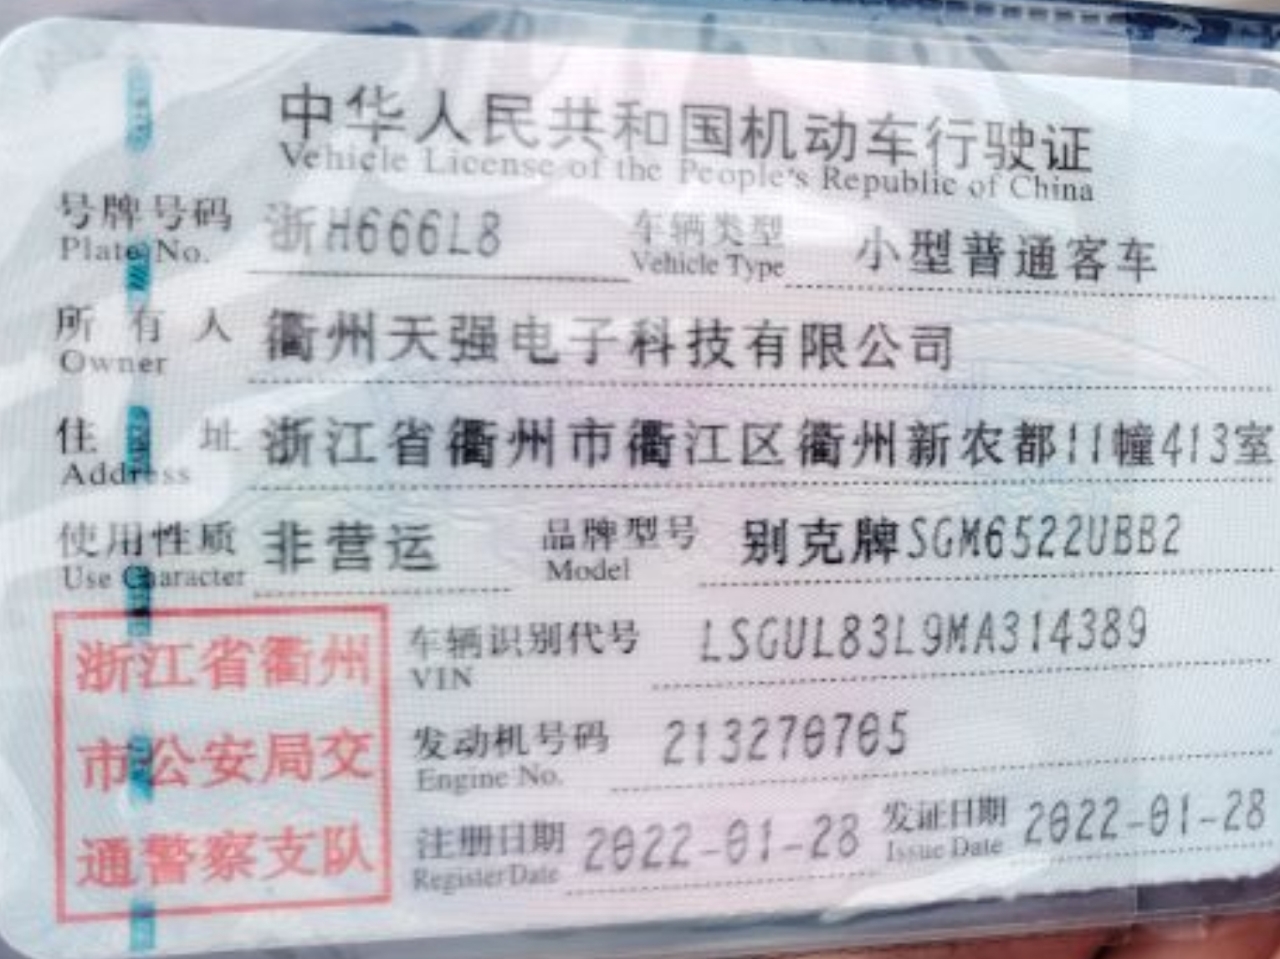 中华人民共和国机动车行驶证
Vehicle License of the People's Republic of China
号牌号码 浙H666L8 车辆类型 小型普通客车
Plate No. Vehicle Type
所有人 衢州天强电子科技有限公司
Owner
住址 浙江省衢州市衢江区衢州新农都11幢413室
Address
使用性质 非营运 品牌型号 别克牌SGM6522UBB2
Use Character Model
浙江省衢州
市公安局交
通警察支队
车辆识别代号 LSGUL83L9MA314389
VIN
发动机号码 213270705
Engine No.
注册日期 2022-01-28 发证日期 2022-01-28
Register Date Issue Date